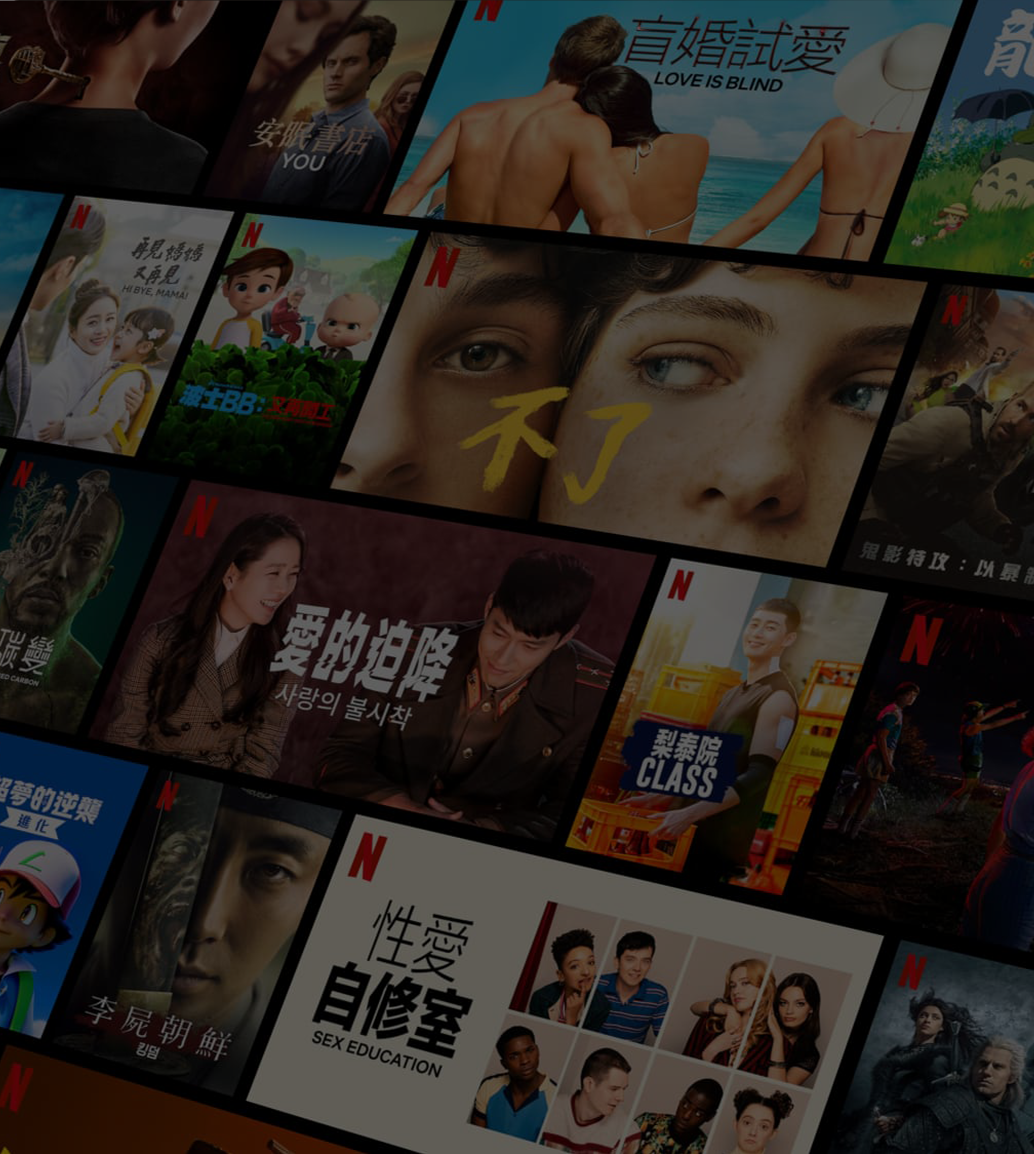 盲婚試愛
LOVE IS BLIND
安眠書店
YOU
龍
再見媽媽
又再見
HI BYE, MAMA!
波士BB：
又再開工
不了
鬼影特攻：以暴
碳變
ED CARBON
愛的迫降
사랑의 불시착
梨泰院
CLASS
夢的逆襲
進化
李屍朝鮮
킹덤
性愛
自修室
SEX EDUCATION